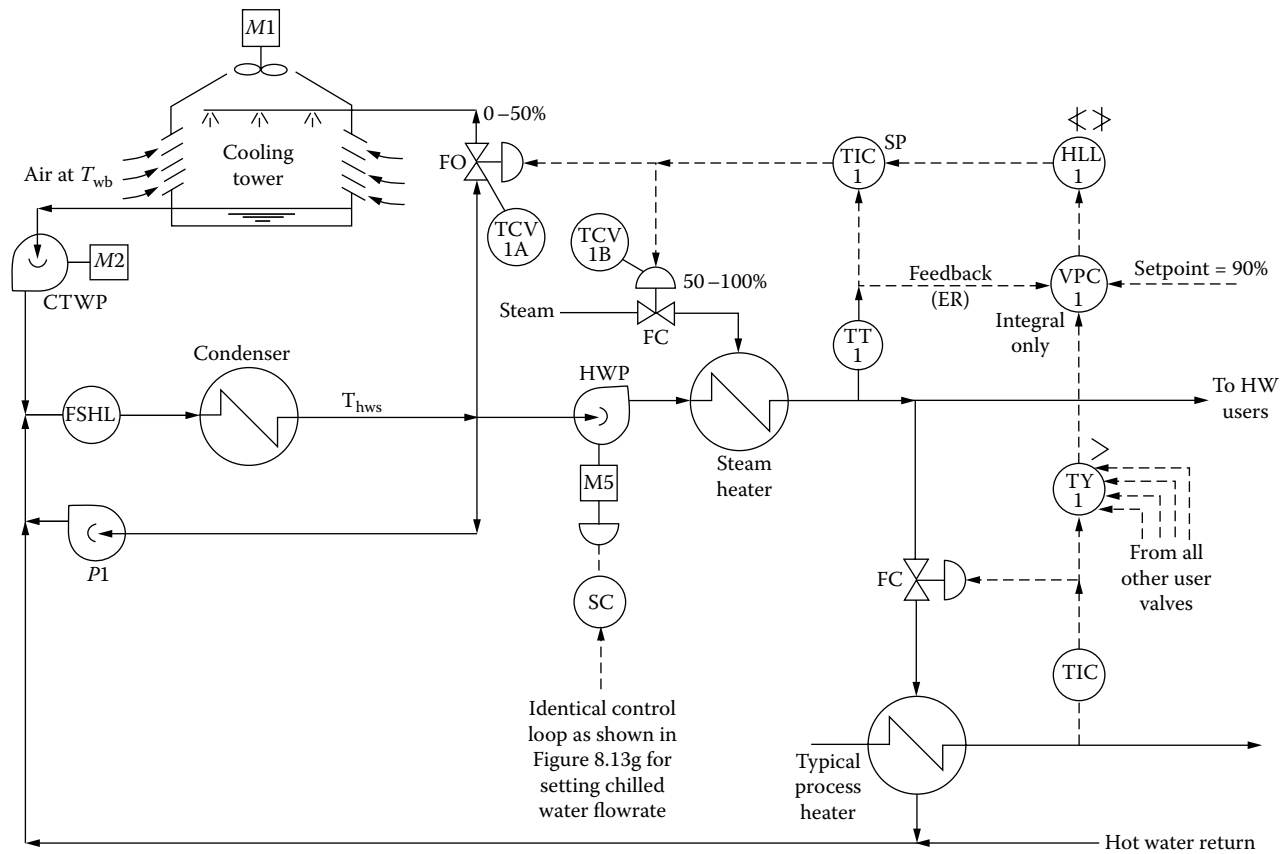 M1
0–50%
Cooling
tower
Air at Twb
FO
TCV
1A
TIC
1
SP
HLL
1
M2
CTWP
TCV
1B
50–100%
Steam
FC
Feedback
(ER)
VPC
1
Setpoint = 90%
Integral
only
TT
1
Condenser
FSHL
Thws
HWP
To HW
users
Steam
heater
M5
TY
1
P1
From all
other user
valves
FC
SC
TIC
Identical control
loop as shown in
Figure 8.13g for
setting chilled
water flowrate
Typical
process
heater
Hot water return